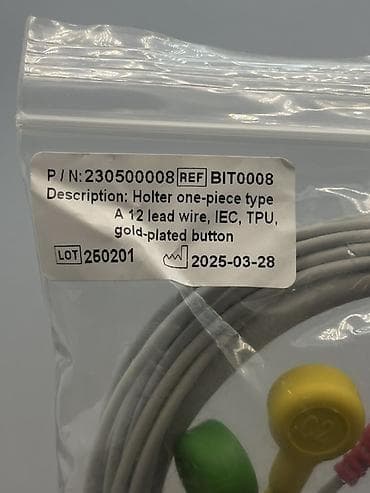 P/N: 230500008 REF BIT0008
Description: Holter one-piece type
A 12 lead wire, IEC, TPU,
gold-plated button
LOT 250201 2025-03-28
C2